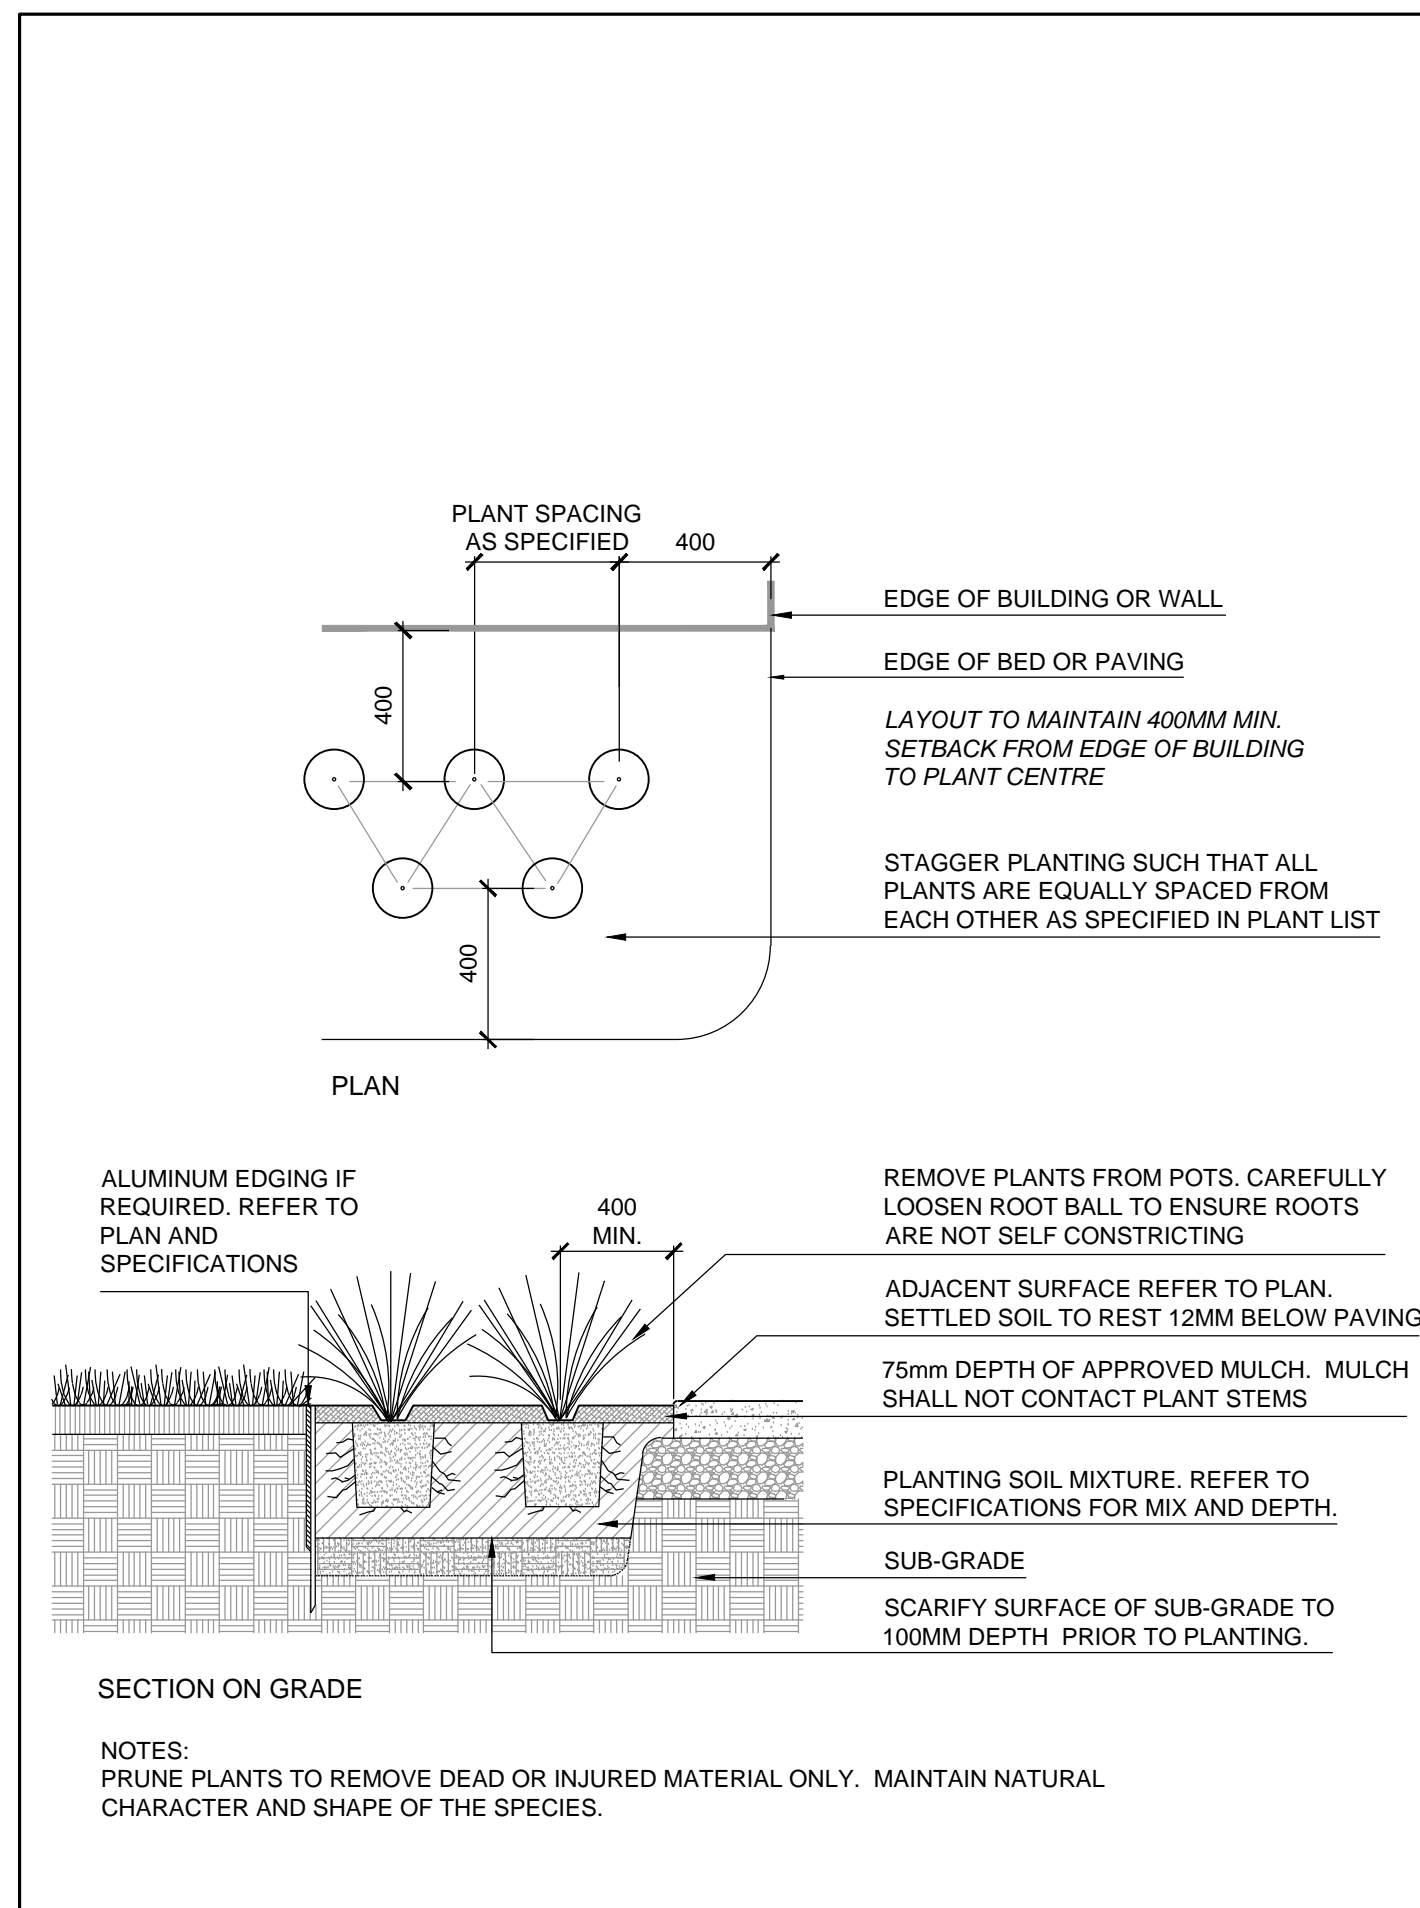 PLANT SPACING
AS SPECIFIED
400
EDGE OF BUILDING OR WALL
EDGE OF BED OR PAVING
400
LAYOUT TO MAINTAIN 400MM MIN.
SETBACK FROM EDGE OF BUILDING
TO PLANT CENTRE
STAGGER PLANTING SUCH THAT ALL
PLANTS ARE EQUALLY SPACED FROM
EACH OTHER AS SPECIFIED IN PLANT LIST
400
PLAN
ALUMINUM EDGING IF
REQUIRED. REFER TO
PLAN AND
SPECIFICATIONS
400
MIN.
REMOVE PLANTS FROM POTS. CAREFULLY
LOOSEN ROOT BALL TO ENSURE ROOTS
ARE NOT SELF CONSTRICTING
ADJACENT SURFACE REFER TO PLAN.
SETTLED SOIL TO REST 12MM BELOW PAVING
75mm DEPTH OF APPROVED MULCH. MULCH
SHALL NOT CONTACT PLANT STEMS
PLANTING SOIL MIXTURE. REFER TO
SPECIFICATIONS FOR MIX AND DEPTH.
SUB-GRADE
SCARIFY SURFACE OF SUB-GRADE TO
100MM DEPTH PRIOR TO PLANTING.
SECTION ON GRADE
NOTES:
PRUNE PLANTS TO REMOVE DEAD OR INJURED MATERIAL ONLY. MAINTAIN NATURAL
CHARACTER AND SHAPE OF THE SPECIES.